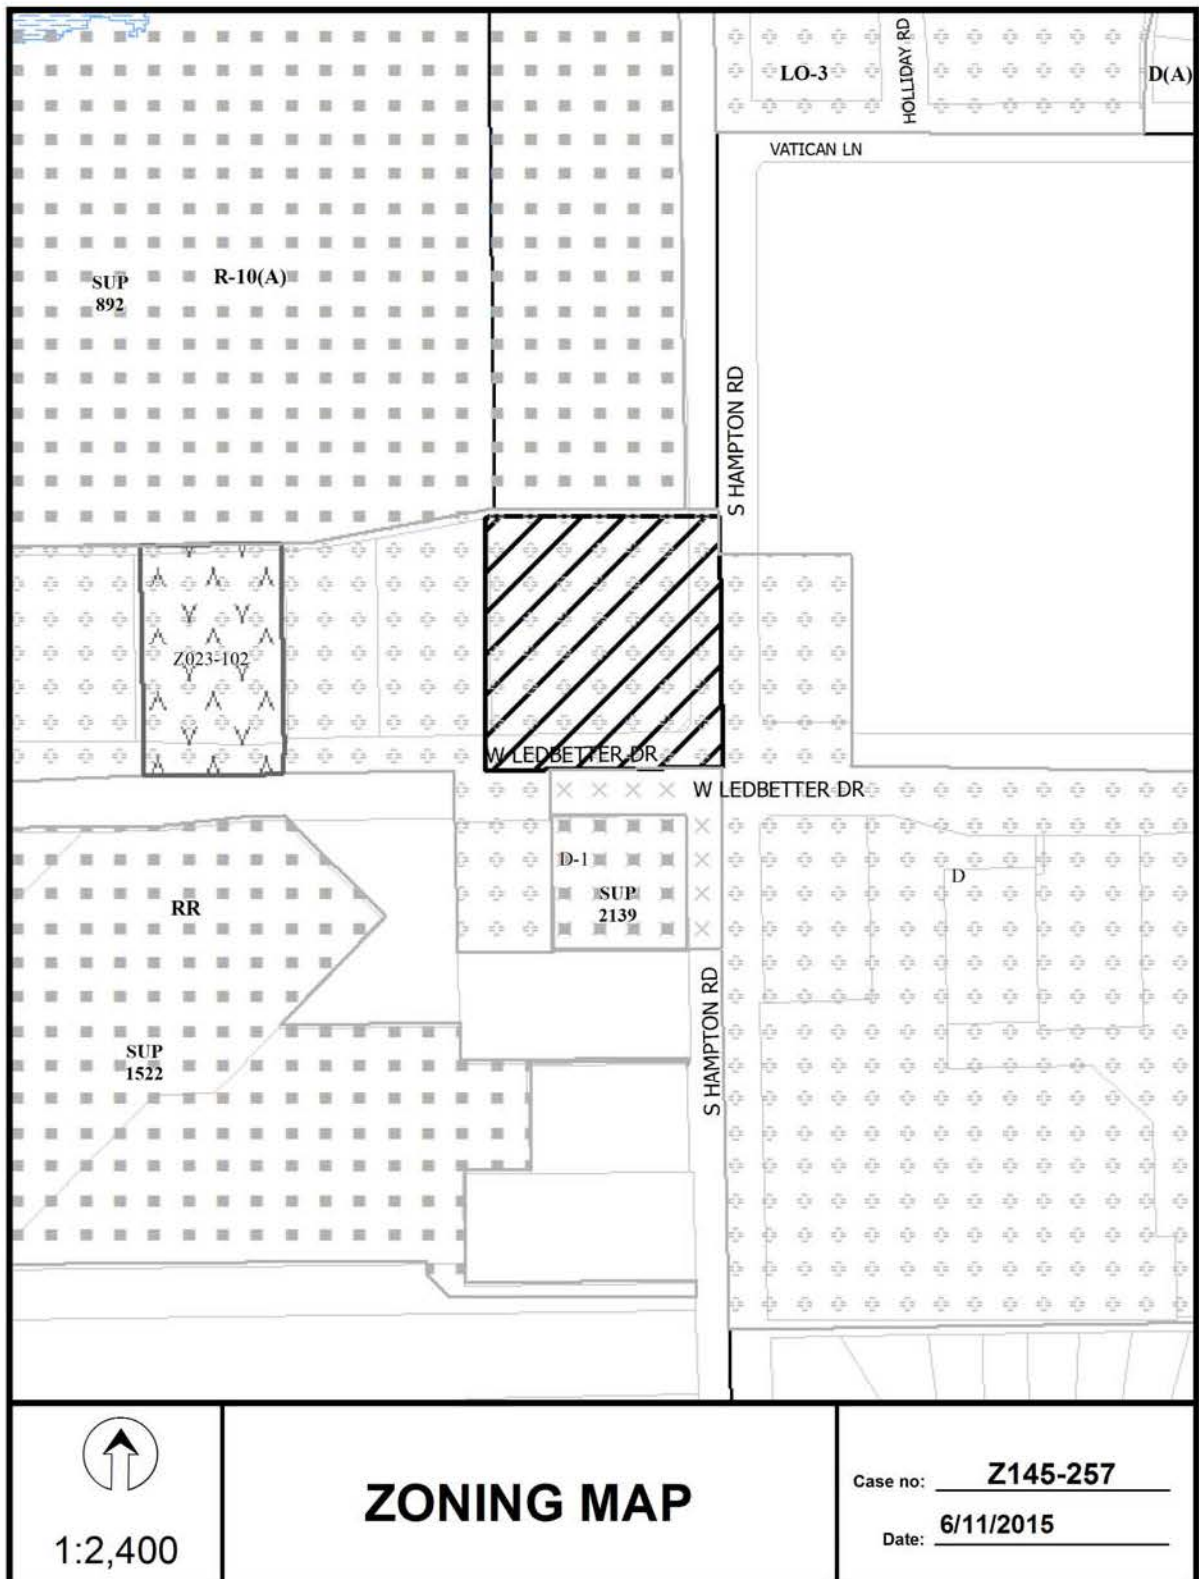 LO-3
HOLLIDAY RD
D(A)
VATICAN LN
SUP
892
R-10(A)
S HAMPTON RD
Z023-102
W LEDBETTER DR
W LEDBETTER DR
D-1
SUP
2139
D
RR
S HAMPTON RD
SUP
1522
1:2,400
ZONING MAP
Case no: Z145-257
Date: 6/11/2015